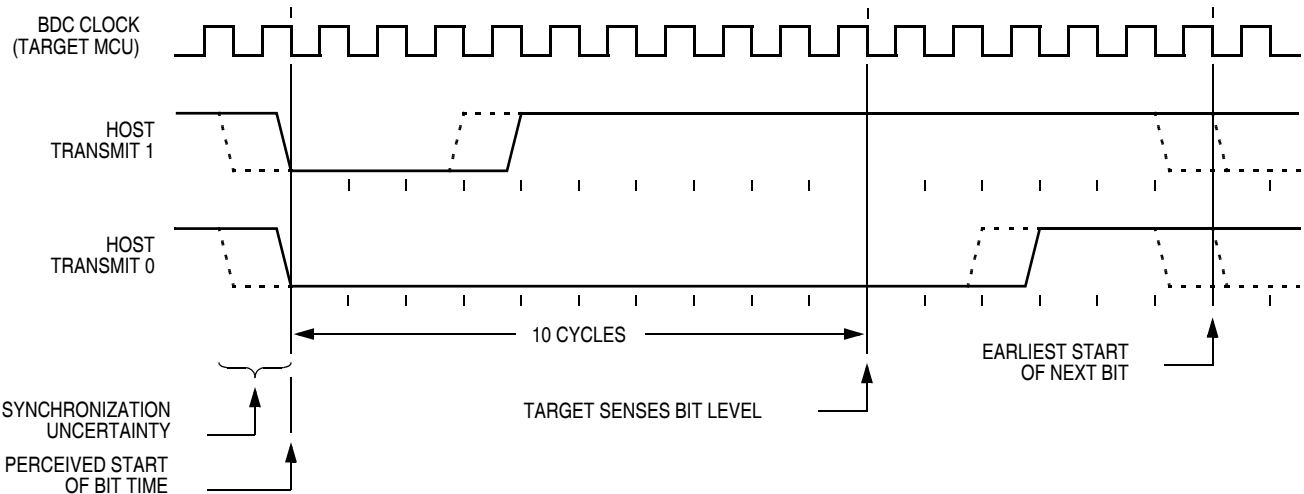 BDC CLOCK
(TARGET MCU)
HOST
TRANSMIT 1
HOST
TRANSMIT 0
10 CYCLES
EARLIEST START
OF NEXT BIT
SYNCHRONIZATION
UNCERTAINTY
TARGET SENSES BIT LEVEL
PERCEIVED START
OF BIT TIME